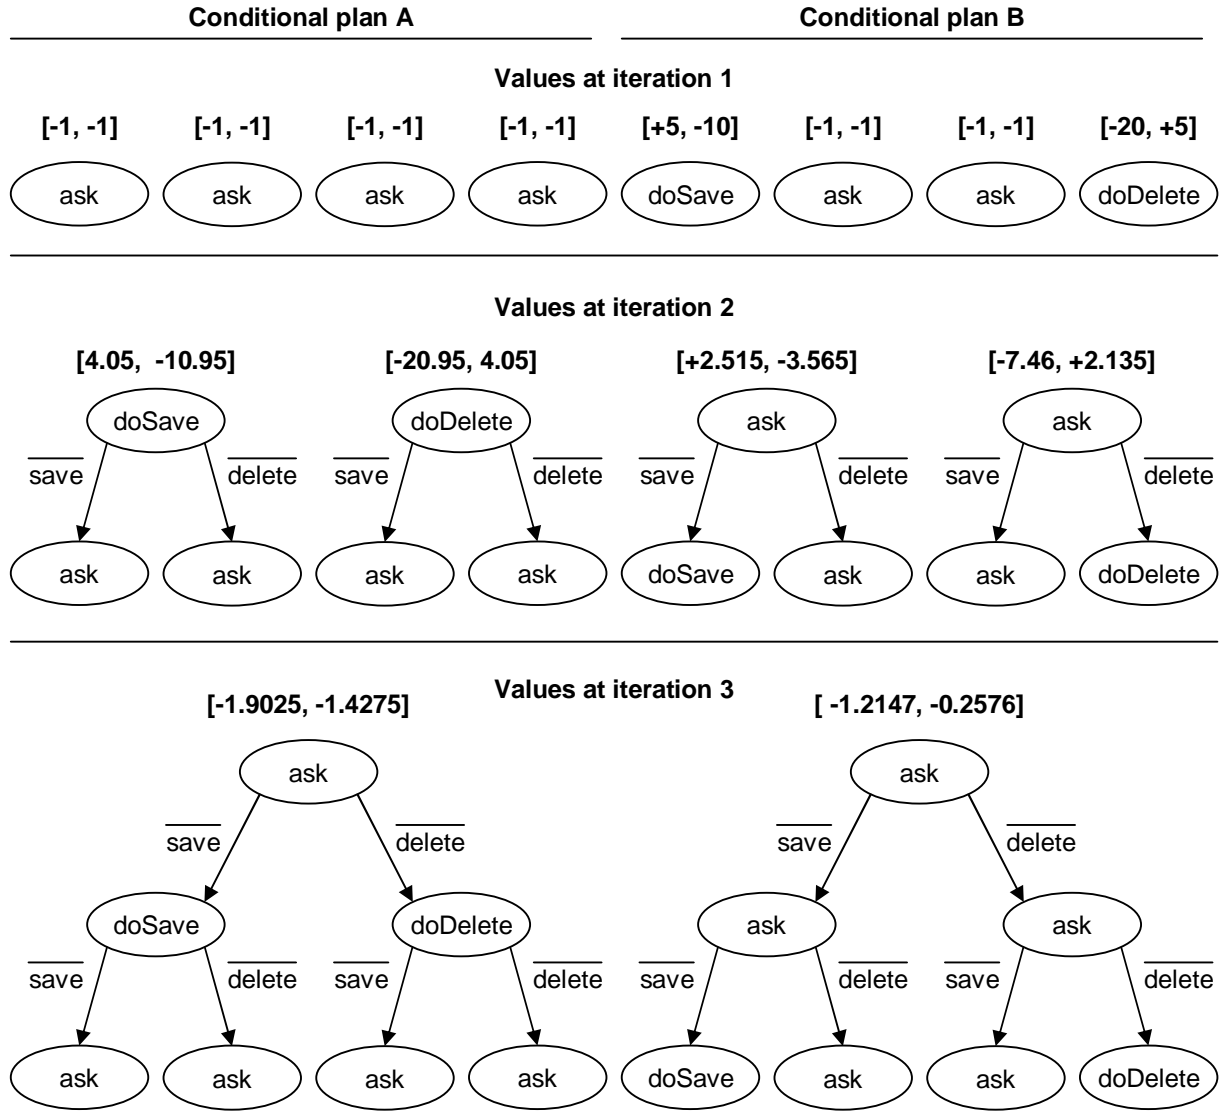 Conditional plan A Conditional plan B
Values at iteration 1
[-1, -1] [-1, -1] [-1, -1] [-1, -1] [+5, -10] [-1, -1] [-1, -1] [-20, +5]
ask ask ask ask doSave ask ask doDelete
Values at iteration 2
[4.05, -10.95] [-20.95, 4.05] [+2.515, -3.565] [-7.46, +2.135]
doSave doDelete ask ask
save delete save delete save delete save delete
ask ask ask ask doSave ask ask doDelete
Values at iteration 3
[-1.9025, -1.4275] [ -1.2147, -0.2576]
ask ask
save delete save delete
doSave doDelete ask ask
save delete save delete save delete save delete
ask ask ask ask doSave ask ask doDelete